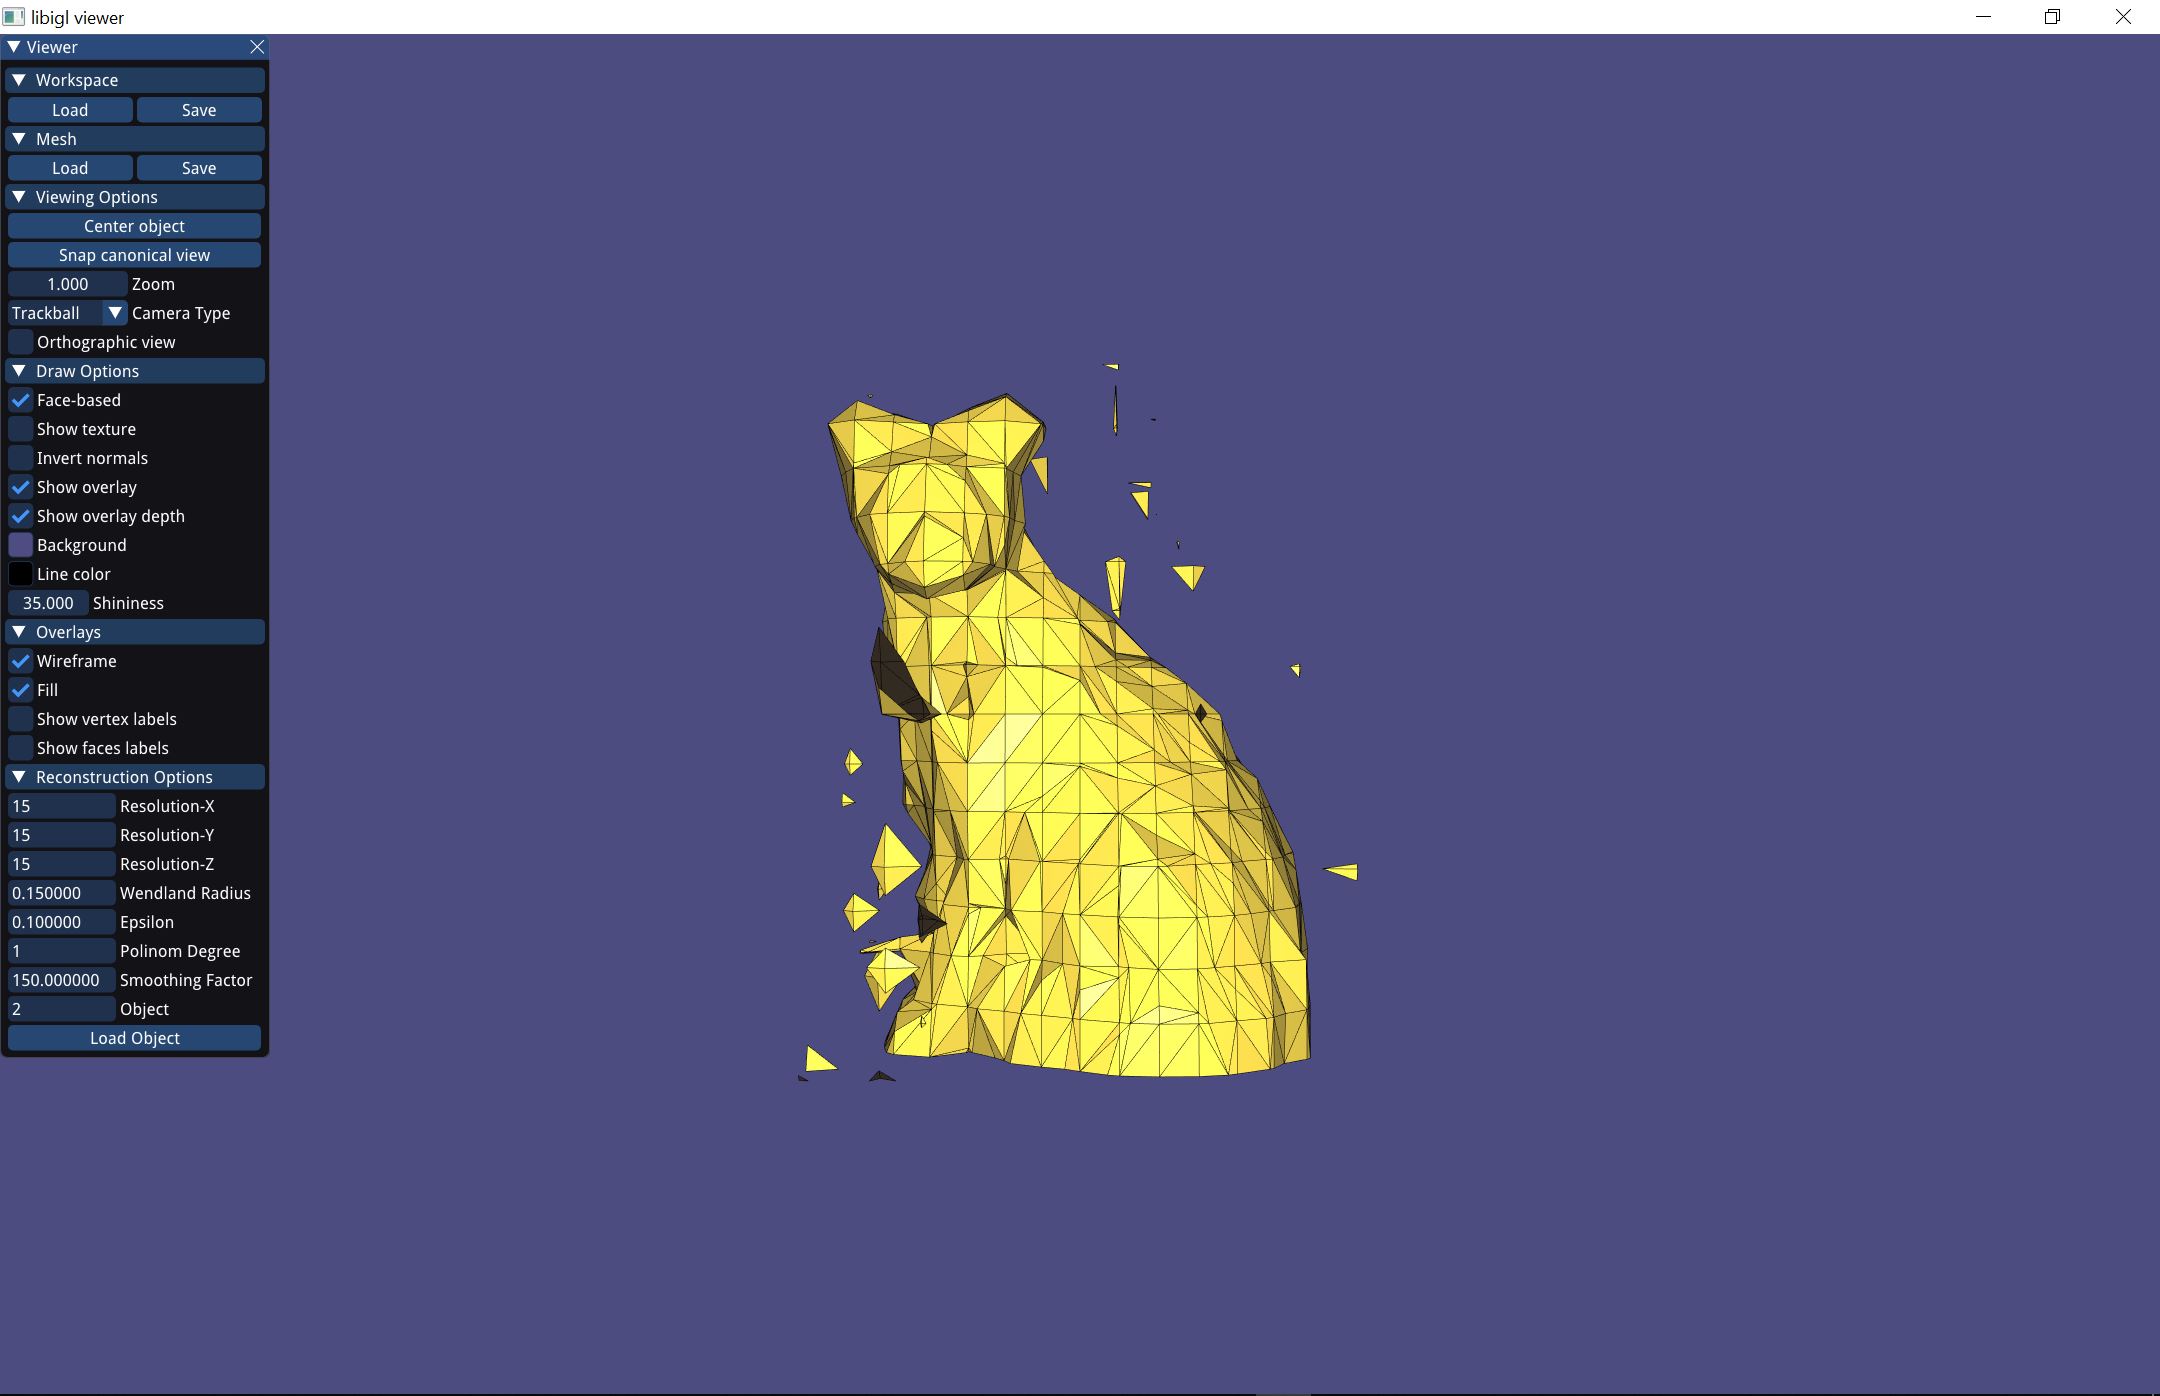 libigl viewer
Viewer
Workspace
Load Save
Mesh
Load Save
Viewing Options
Center object
Snap canonical view
1.000 Zoom
Trackball Camera Type
Orthographic view
Draw Options
Face-based
Show texture
Invert normals
Show overlay
Show overlay depth
Background
Line color
35.000 Shininess
Overlays
Wireframe
Fill
Show vertex labels
Show faces labels
Reconstruction Options
15 Resolution-X
15 Resolution-Y
15 Resolution-Z
0.150000 Wendland Radius
0.100000 Epsilon
1 Polinom Degree
150.000000 Smoothing Factor
2 Object
Load Object